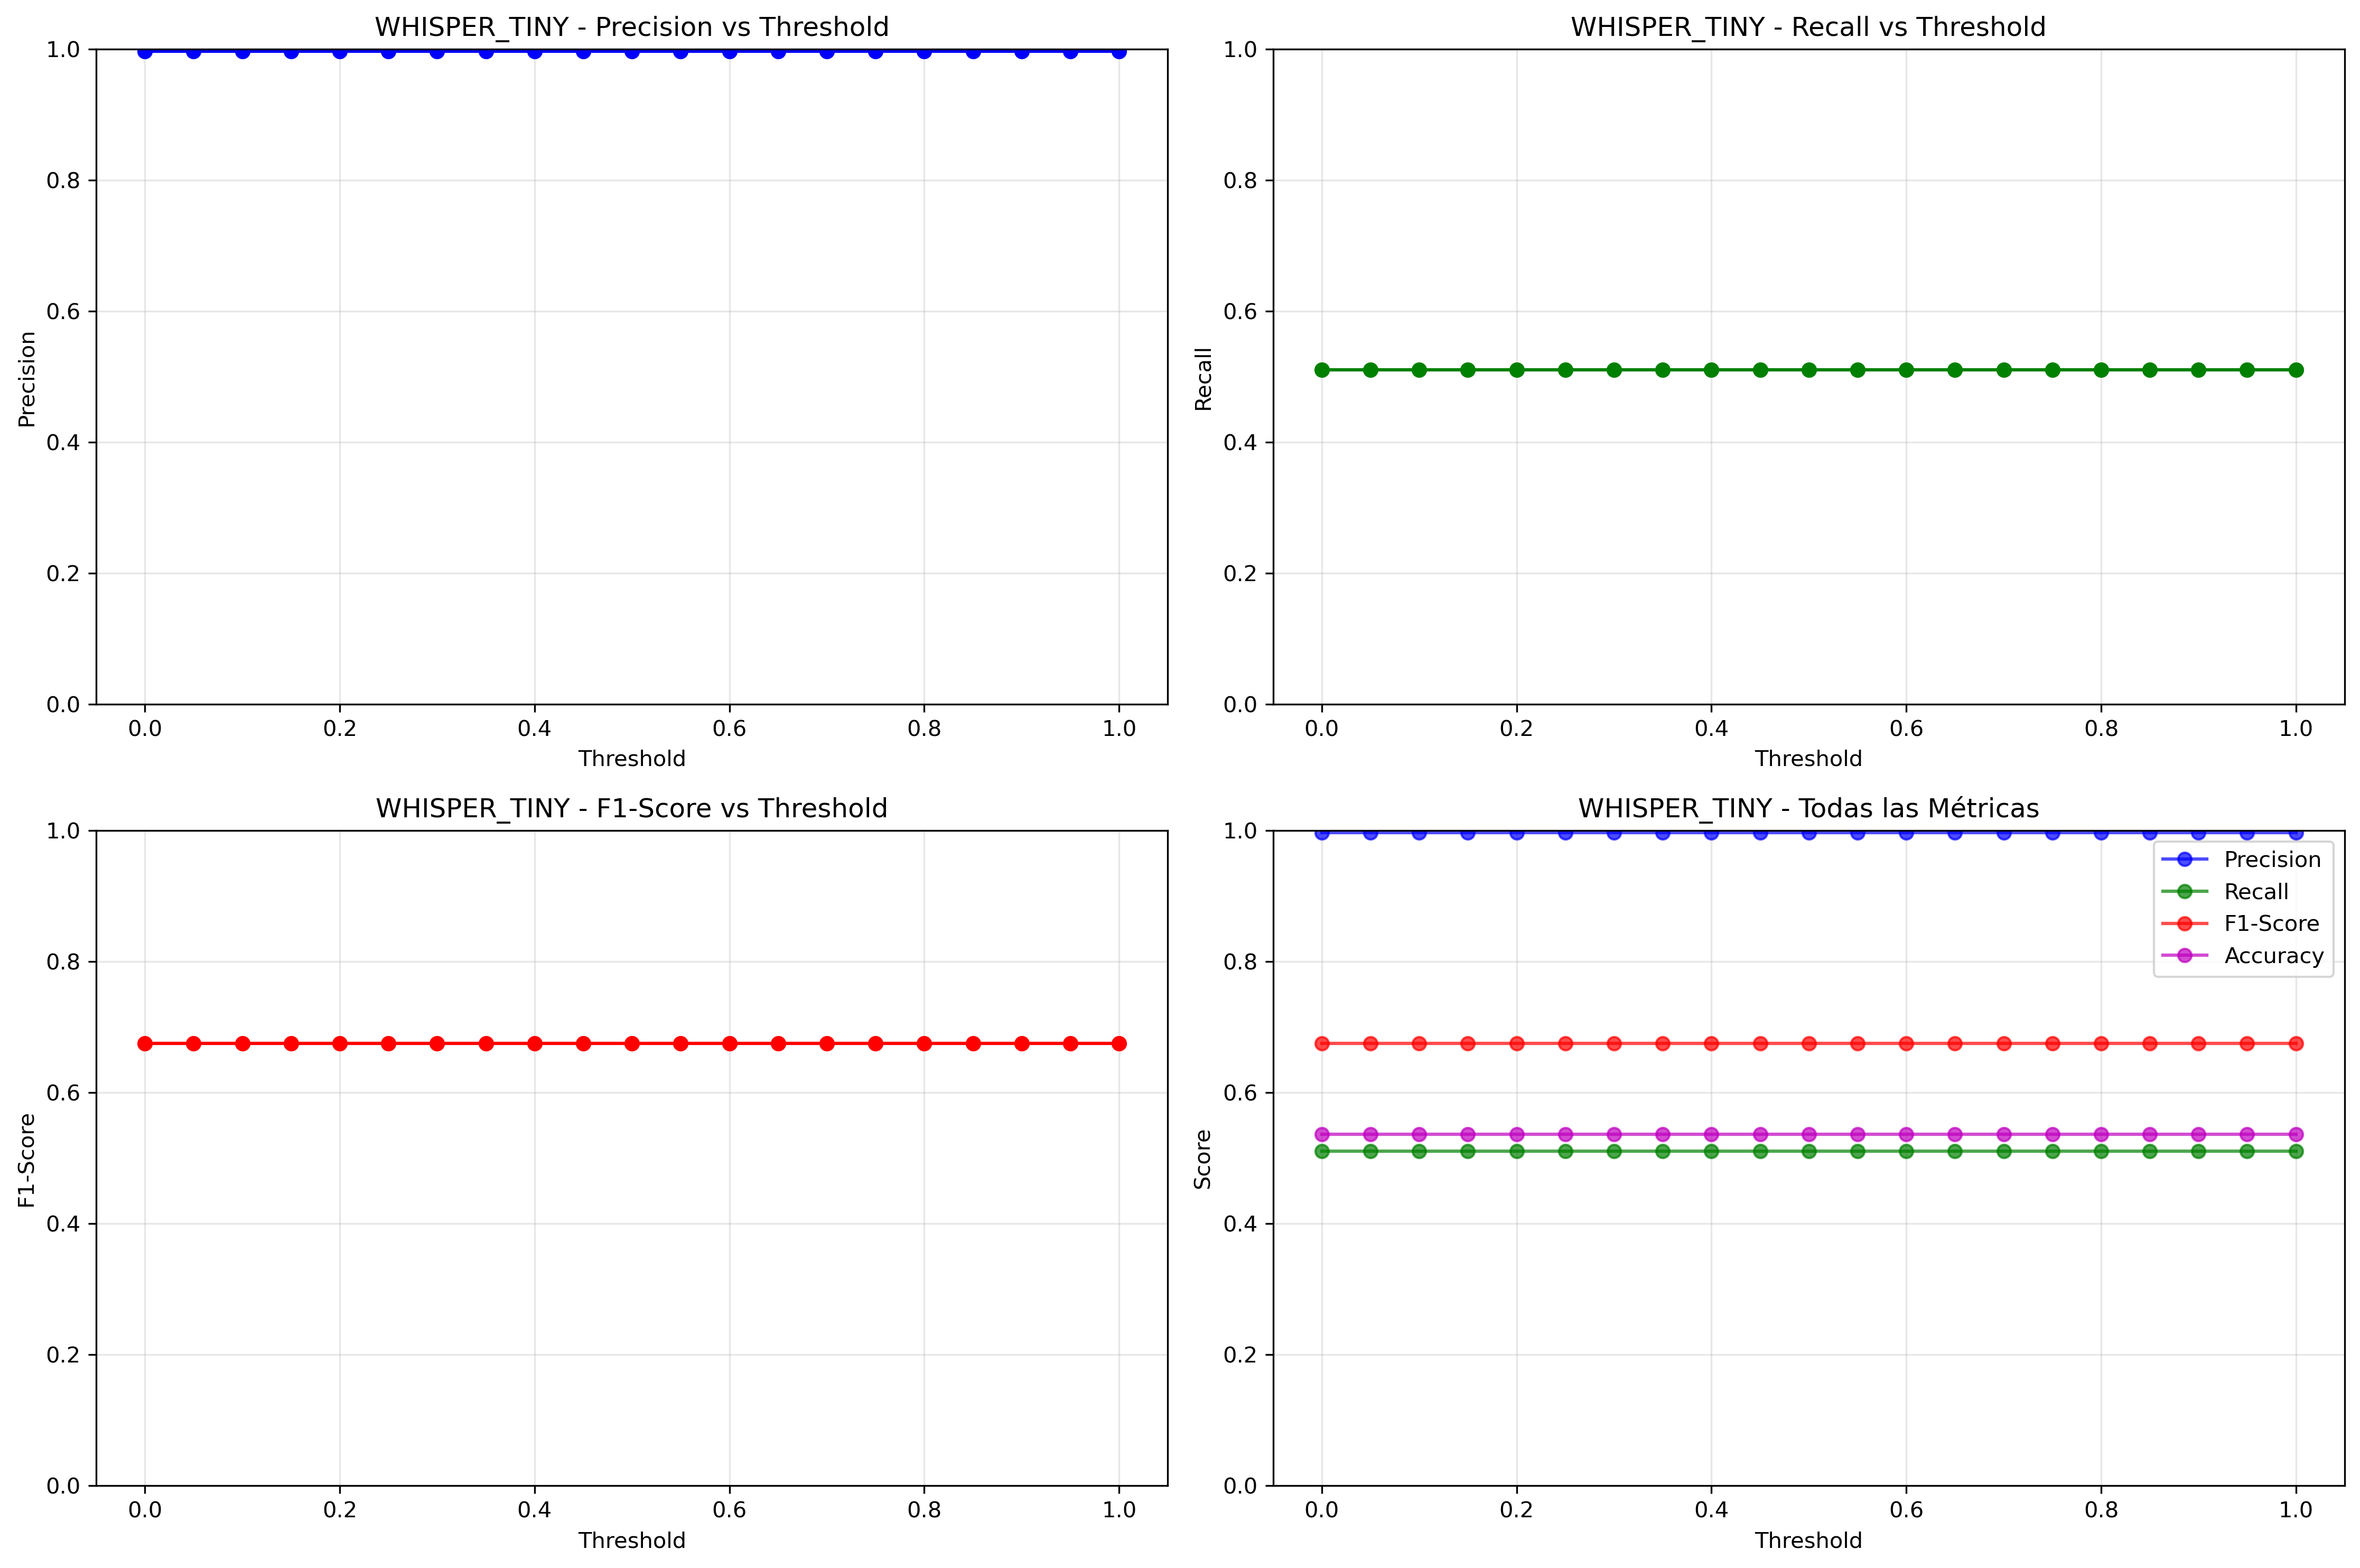 WHISPER_TINY - Precision vs Threshold
1.0
0.8
0.6
0.4
0.2
0.0
Precision
0.0 0.2 0.4 0.6 0.8 1.0
Threshold
WHISPER_TINY - Recall vs Threshold
1.0
0.8
0.6
0.4
0.2
0.0
Recall
0.0 0.2 0.4 0.6 0.8 1.0
Threshold
WHISPER_TINY - F1-Score vs Threshold
1.0
0.8
0.6
0.4
0.2
0.0
F1-Score
0.0 0.2 0.4 0.6 0.8 1.0
Threshold
WHISPER_TINY - Todas las Métricas
1.0
0.8
0.6
0.4
0.2
0.0
Score
Precision
Recall
F1-Score
Accuracy
0.0 0.2 0.4 0.6 0.8 1.0
Threshold